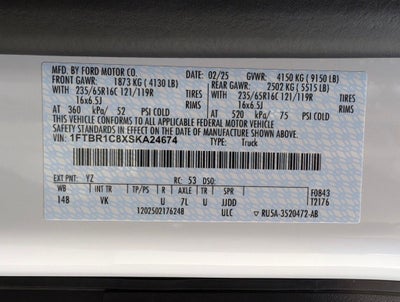 MFD. BY FORD MOTOR CO. 02/25 GVWR: 4150 KG ( 9150 LB)
FRONT GAWR: 1873 KG ( 4130 LB) REAR GAWR: 2502 KG ( 5515 LB)
WITH 235/65R16C 121/119R TIRES WITH 235/65R16C 121/119R TIRES
16x6.5J RIMS 16x6.5J RIMS
AT 360 kPa/ 52 PSI COLD AT 520 kPa/ 75 PSI COLD
THIS VEHICLE CONFORMS TO ALL APPLICABLE FEDERAL MOTOR VEHICLE
SAFETY STANDARDS IN EFFECT ON THE DATE OF MANUFACTURE SHOWN ABOVE.
VIN: 1FTBR1C8XSKA24674 TYPE: Truck
EXT PNT: YZ RC: 53 DSO:
WB INT TR TP/PS R AXLE TR SPR F0843
148 VK U 7L U JJDD T2176
120250217624B ULC RU5A-3520472-AB